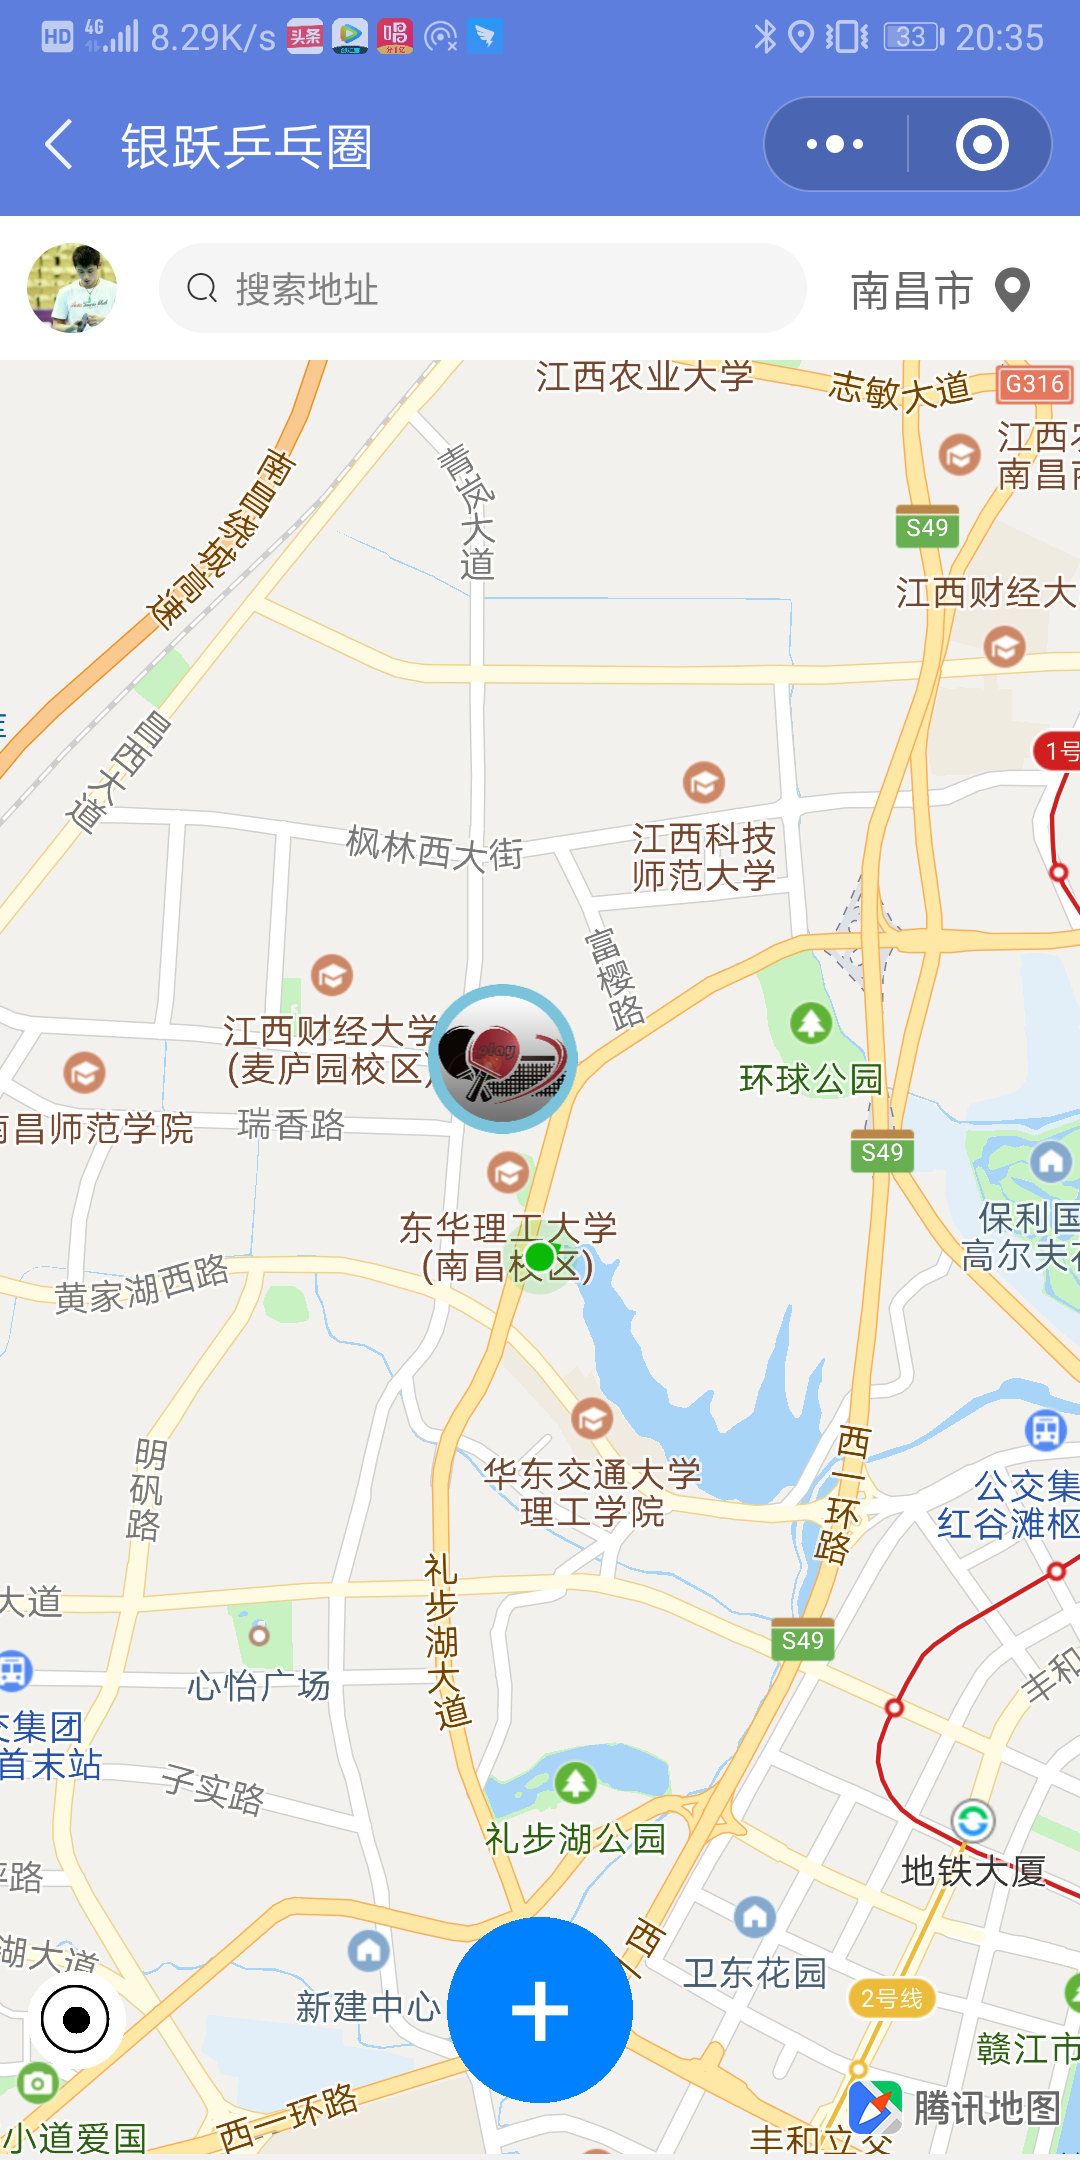 HD 4G 8.29K/s 头条 唱 33 20:35
银跃乒乓圈
搜索地址
南昌市
江西农业大学
志敏大道
G316
江西农
南昌商
南昌绕城高速
青岚大道
S49
江西财经大
昌西大道
1号
枫林西大街
江西科技
师范大学
富樱路
江西财经大学
(麦庐园校区)
play
环球公园
南昌师范学院
瑞香路
S49
保利国
高尔夫花
东华理工大学
(南昌校区)
黄家湖西路
明矾路
华东交通大学
理工学院
西一环路
公交集
红谷滩枢
礼步湖大道
大道
S49
心怡广场
丰和
交集团
首末站
子实路
礼步湖公园
地铁大厦
坪路
湖大道
西一
卫东花园
新建中心
2号线
赣江市
小道爱国
西一环路
腾讯地图
丰和立交